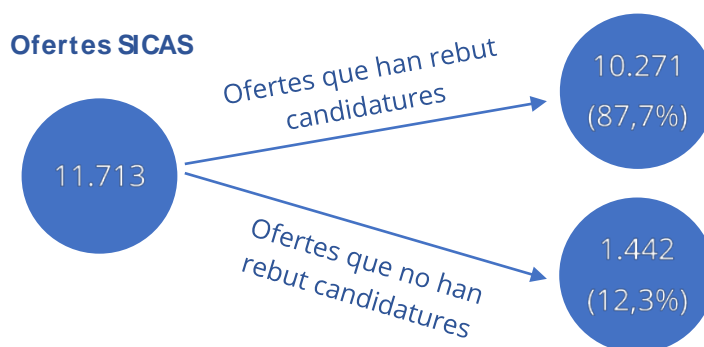 Ofertes SICAS
11.713
Ofertes que han rebut
candidatures
10.271
(87,7%)
Ofertes que no han
rebut candidatures
1.442
(12,3%)